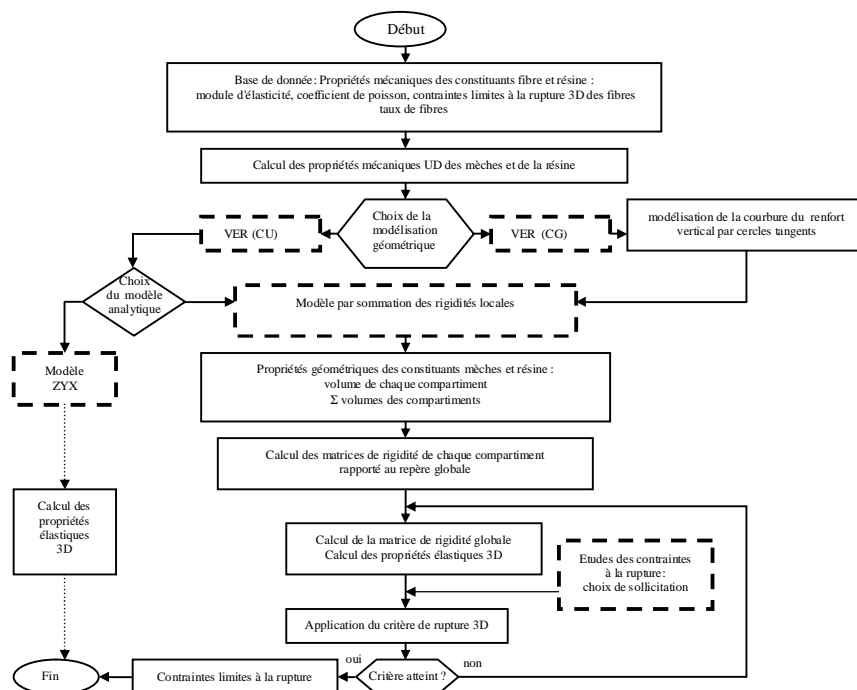 Début
Base de donnée: Propriétés mécaniques des constituants fibre et résine :
module d'élasticité, coefficient de poisson, contraintes limites à la rupture 3D des fibres
taux de fibres
Calcul des propriétés mécaniques UD des mèches et de la résine
Choix de la
modélisation
géométrique
VER (CU)
VER (CG)
modélisation de la courbure du renfort
vertical par cercles tangents
Choix
du modèle
analytique
Modèle par sommation des rigidités locales
Modèle
ZYX
Propriétés géométriques des constituants mèches et résine :
volume de chaque compartiment
Σ volumes des compartiments
Calcul des matrices de rigidité de chaque compartiment
rapporté au repère globale
Calcul des
propriétés
élastiques
3D
Calcul de la matrice de rigidité globale
Calcul des propriétés élastiques 3D
Etudes des contraintes
à la rupture:
choix de sollicitation
Application du critère de rupture 3D
Fin
Contraintes limites à la rupture
oui
Critère atteint ?
non